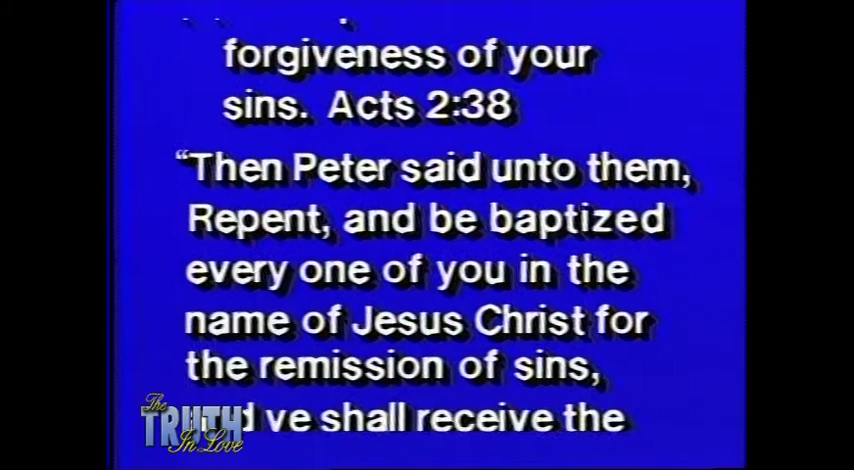 forgiveness of your
sins. Acts 2:38
“Then Peter said unto them,
Repent, and be baptized
every one of you in the
name of Jesus Christ for
the remission of sins,
ye shall receive the
The
TRUTH
In Love